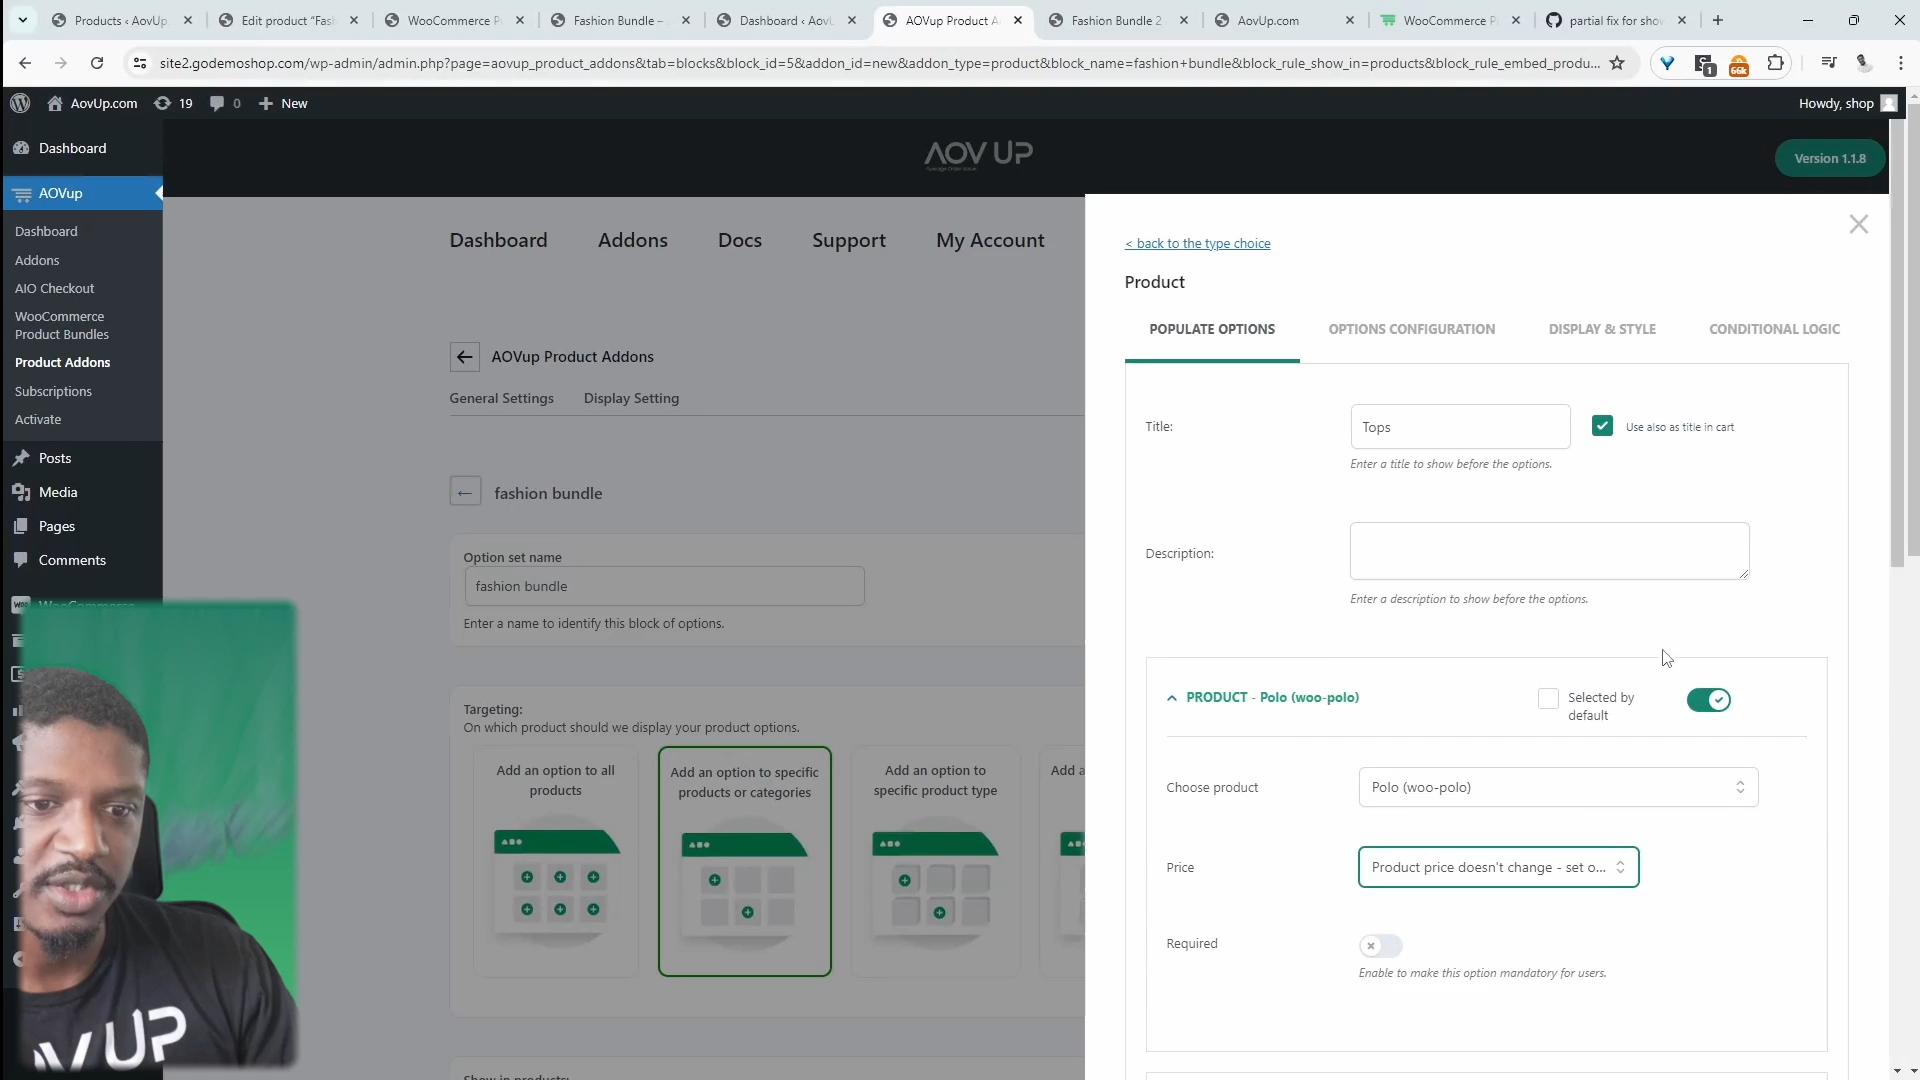 Products ‹ AovUp.
Edit product "Fas
WooCommerce P
Fashion Bundle –
Dashboard ‹ AovU
AOVup Product A
Fashion Bundle 2
AovUp.com
WooCommerce P
partial fix for sho
site2.godemoshop.com/wp-admin/admin.php?page=aovup_product_addons&tab=blocks&block_id=5&addon_id=new&addon_type=product&block_name=fashion+bundle&block_rule_show_in=products&block_rule_embed_produ...
1
66k
AovUp.com
19
0
New
Howdy, shop
Dashboard
AOVup
Dashboard
Addons
AIO Checkout
WooCommerce
Product Bundles
Product Addons
Subscriptions
Activate
Posts
Media
Pages
Comments
WooCommerce
AOV UP
Version 1.1.8
Dashboard
Addons
Docs
Support
My Account
AOVup Product Addons
General Settings
Display Setting
fashion bundle
Option set name
fashion bundle
Enter a name to identify this block of options.
Targeting:
On which product should we display your product options.
Add an option to all
products
Add an option to specific
products or categories
Add an option to
specific product type
Add a
Show in products:
< back to the type choice
Product
POPULATE OPTIONS
OPTIONS CONFIGURATION
DISPLAY & STYLE
CONDITIONAL LOGIC
Title:
Tops
Use also as title in cart
Enter a title to show before the options.
Description:
Enter a description to show before the options.
PRODUCT - Polo (woo-polo)
Selected by
default
Choose product
Polo (woo-polo)
Price
Product price doesn't change - set o...
Required
Enable to make this option mandatory for users.